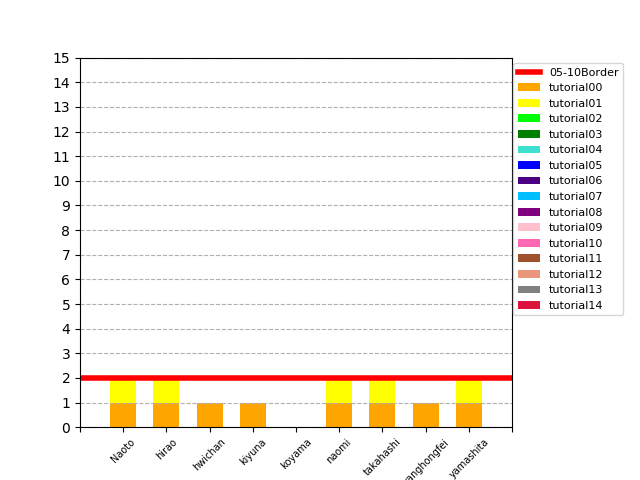 15
14
13
12
11
10
9
8
7
6
5
4
3
2
1
0
Naoto
hirao
hwichan
kiyuna
koyama
naomi
takahashi
anghongfei
yamashita
05-10Border
tutorial00
tutorial01
tutorial02
tutorial03
tutorial04
tutorial05
tutorial06
tutorial07
tutorial08
tutorial09
tutorial10
tutorial11
tutorial12
tutorial13
tutorial14